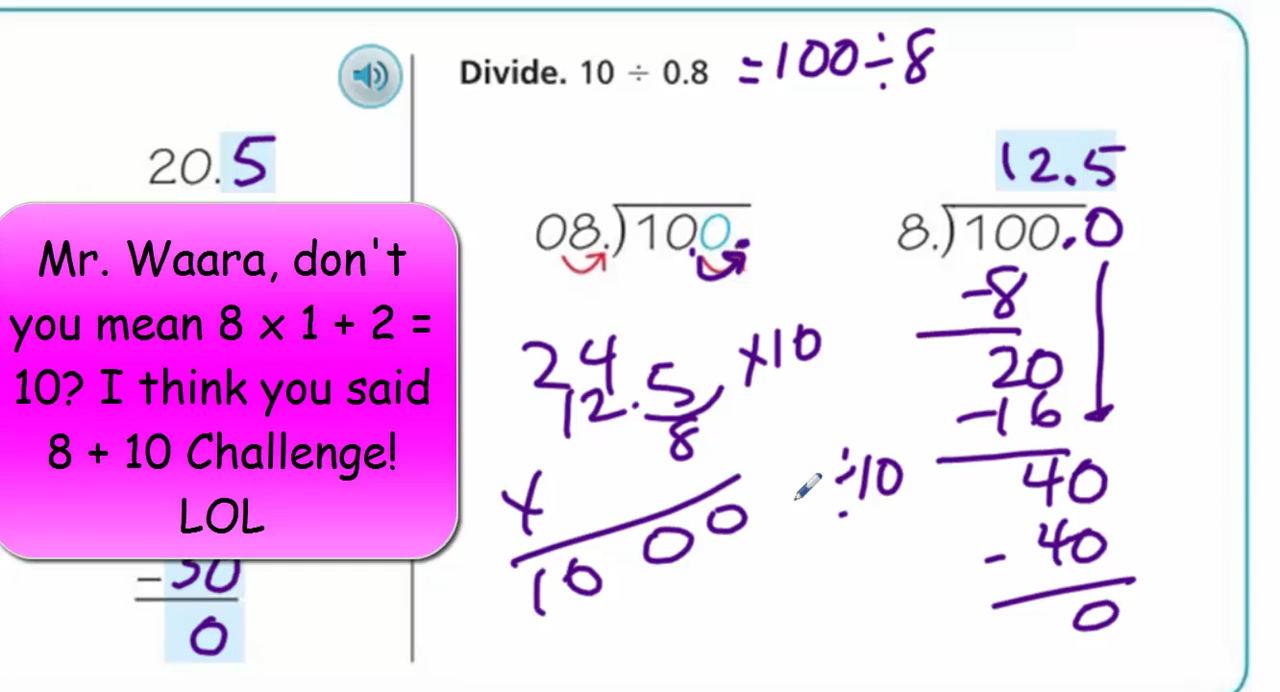 Divide. 10 ÷ 0.8 = 100 ÷ 8
20.5
Mr. Waara, don't
you mean 8 x 1 + 2 =
10? I think you said
8 + 10 Challenge!
LOL
-30
0
08.)100.
24
12.5 x10
8
x
1000 ÷10
12.5
8.)100.0
-8
20
-16
40
- 40
0